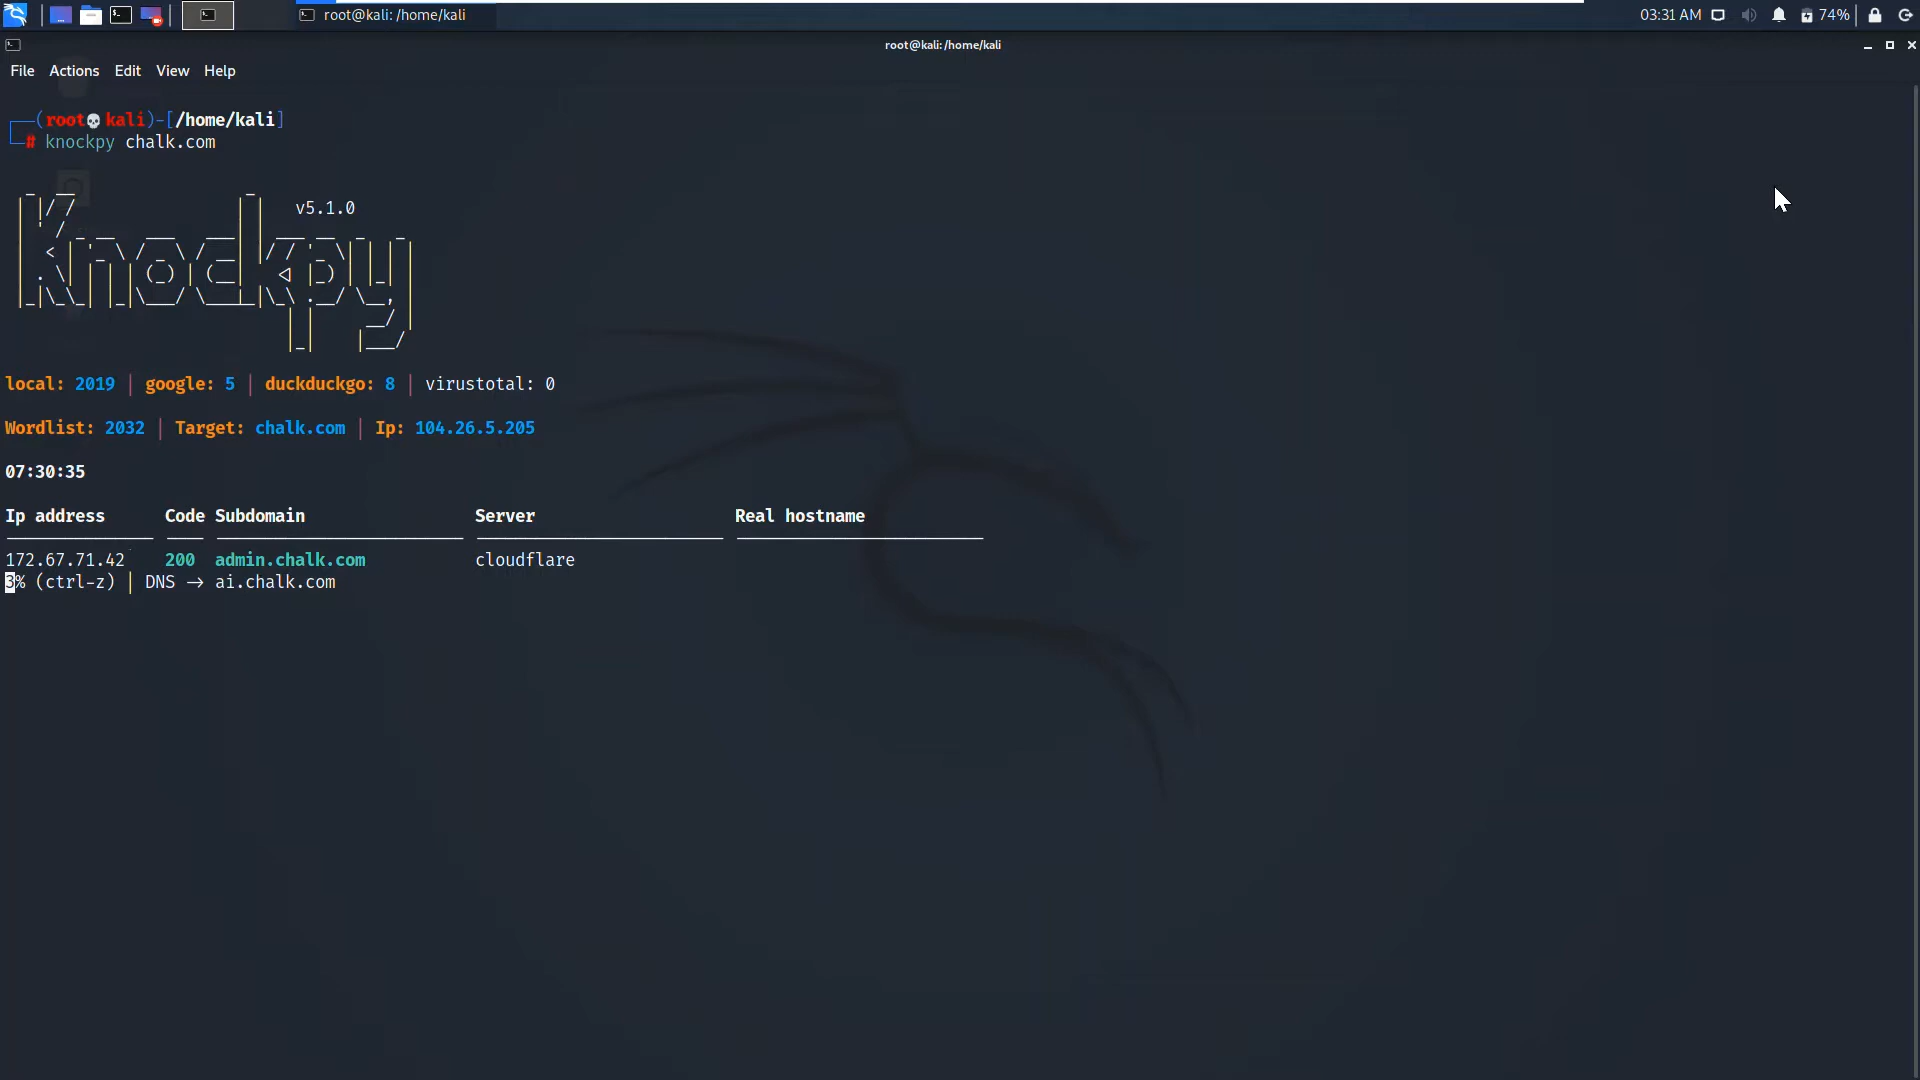 root@kali: /home/kali
03:31 AM
74%
root@kali: /home/kali
File Actions Edit View Help
(root💀kali)-[/home/kali]
# knockpy chalk.com
Knockpy
v5.1.0
local: 2019 | google: 5 | duckduckgo: 8 | virustotal: 0
Wordlist: 2032 | Target: chalk.com | Ip: 104.26.5.205
07:30:35
Ip address Code Subdomain Server Real hostname
172.67.71.42 200 admin.chalk.com cloudflare
3% (ctrl-z) | DNS → ai.chalk.com